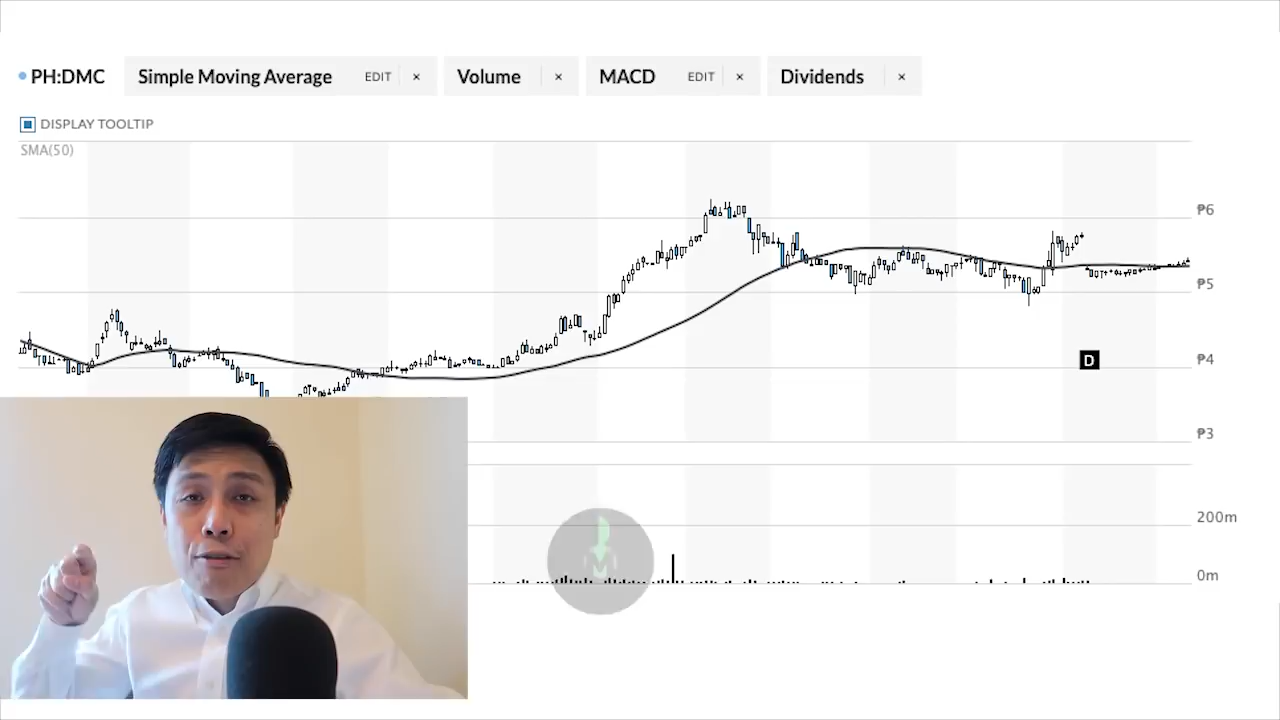 PH:DMC Simple Moving Average EDIT × Volume × MACD EDIT × Dividends ×
DISPLAY TOOLTIP
SMA(50)
₱6
₱5
₱4
D
₱3
200m
0m